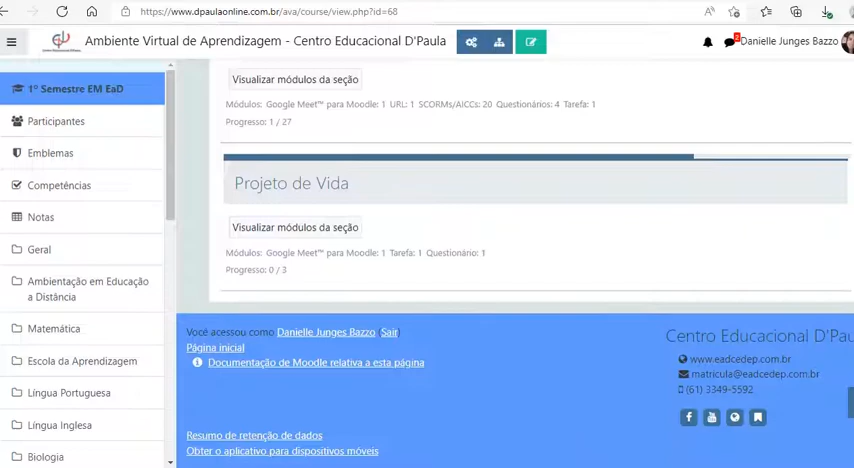 https://www.dpaulaonline.com.br/ava/course/view.php?id=68
Ambiente Virtual de Aprendizagem - Centro Educacional D'Paula
2
Danielle Junges Bazzo
1º Semestre EM EaD
Participantes
Emblemas
Competências
Notas
Geral
Ambientação em Educação
a Distância
Matemática
Escola da Aprendizagem
Língua Portuguesa
Língua Inglesa
Biologia
Visualizar módulos da seção
Módulos: Google Meet™ para Moodle: 1 URL: 1 SCORMs/AICCs: 20 Questionários: 4 Tarefa: 1
Progresso: 1 / 27
Projeto de Vida
Visualizar módulos da seção
Módulos: Google Meet™ para Moodle: 1 Tarefa: 1 Questionário: 1
Progresso: 0 / 3
Você acessou como Danielle Junges Bazzo (Sair)
Página inicial
Documentação de Moodle relativa a esta página
Resumo de retenção de dados
Obter o aplicativo para dispositivos móveis
Centro Educacional D'Pau
www.eadcedep.com.br
matricula@eadcedep.com.br
(61) 3349-5592